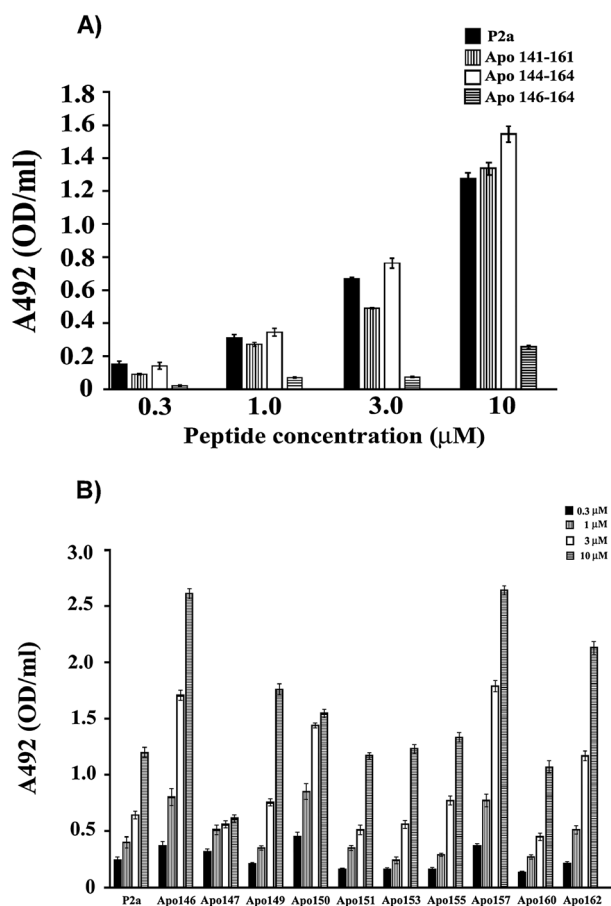 A)
P2a
Apo 141-161
Apo 144-164
Apo 146-164
1.8
1.6
1.4
1.2
1.0
0.8
0.6
0.4
0.2
0
A492 (OD/ml)
0.3 1.0 3.0 10
Peptide concentration (μM)
B)
0.3 μM
1 μM
3 μM
10 μM
3.0
2.5
2.0
1.5
1.0
0.5
0
A492 (OD/ml)
P2a Apo146 Apo147 Apo149 Apo150 Apo151 Apo153 Apo155 Apo157 Apo160 Apo162